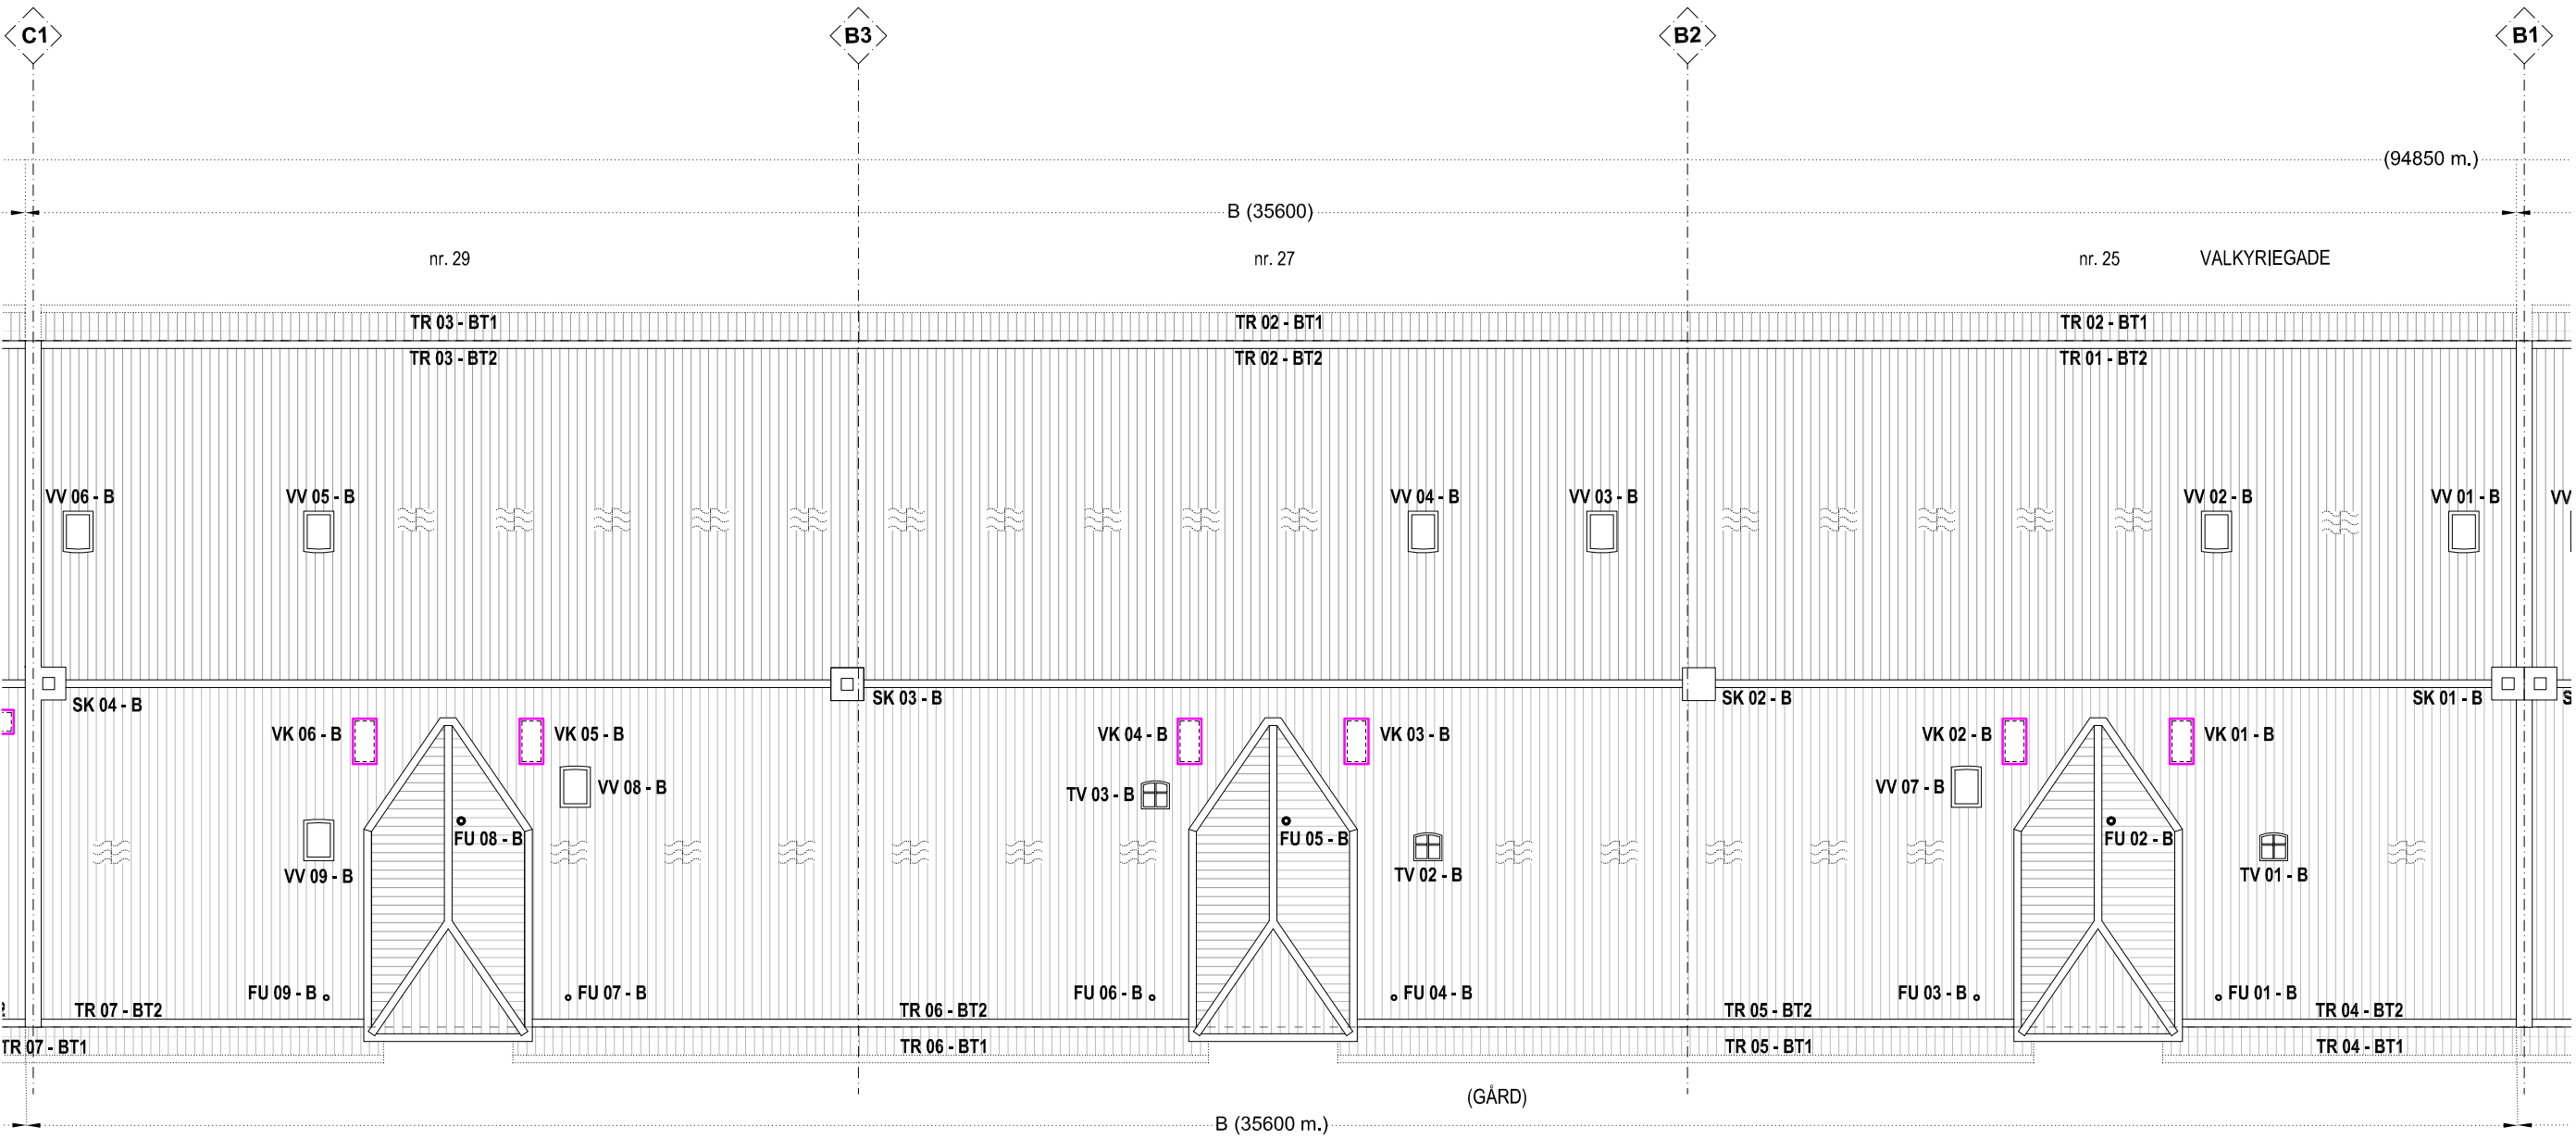 C1 B3 B2 B1
(94850 m.)
B (35600)
nr. 29 nr. 27 nr. 25 VALKYRIEGADE
TR 03 - BT1 TR 02 - BT1 TR 02 - BT1
TR 03 - BT2 TR 02 - BT2 TR 01 - BT2
VV 06 - B VV 05 - B VV 04 - B VV 03 - B VV 02 - B VV 01 - B VV
SK 04 - B SK 03 - B SK 02 - B SK 01 - B S
VK 06 - B VK 05 - B VK 04 - B VK 03 - B VK 02 - B VK 01 - B
VV 08 - B TV 03 - B VV 07 - B
FU 08 - B FU 05 - B FU 02 - B
VV 09 - B TV 02 - B TV 01 - B
FU 09 - B FU 07 - B FU 06 - B FU 04 - B FU 03 - B FU 01 - B
2 TR 07 - BT2 TR 06 - BT2 TR 05 - BT2 TR 04 - BT2
TR 07 - BT1 TR 06 - BT1 TR 05 - BT1 TR 04 - BT1
(GÅRD)
B (35600 m.)